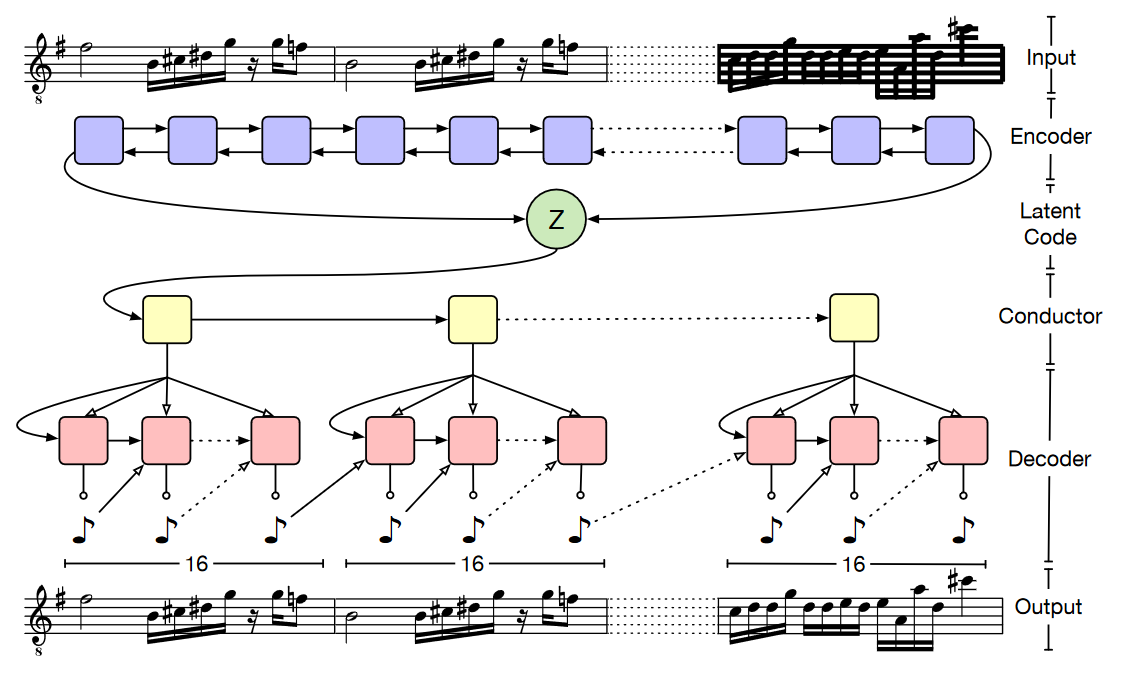 8
Input
Encoder
Z
Latent
Code
Conductor
Decoder
16
16
16
8
Output